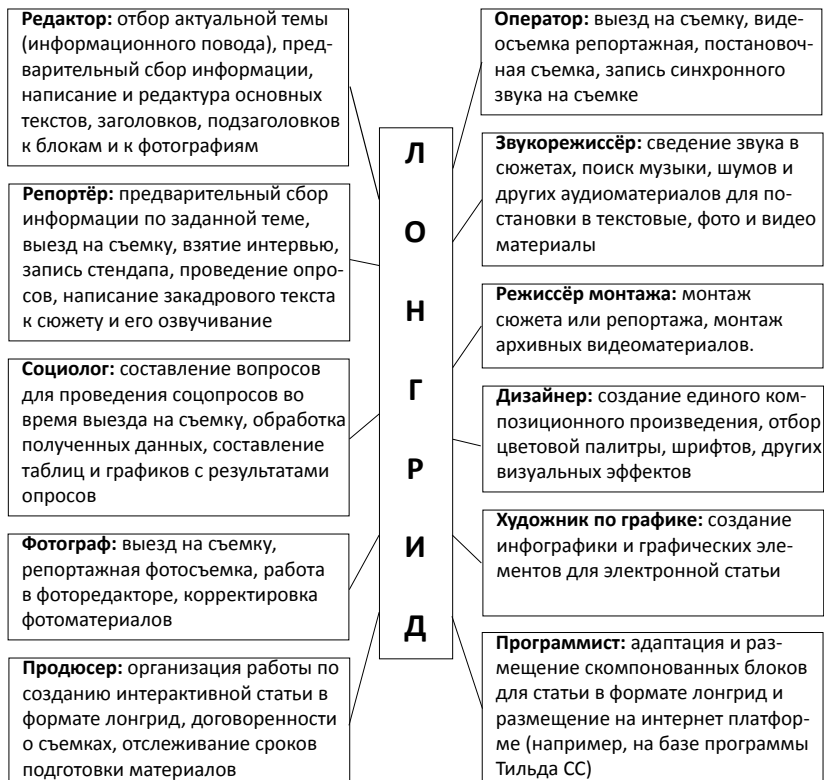 Редактор: отбор актуальной темы
(информационного повода), пред-
варительный сбор информации,
написание и редактура основных
текстов, заголовков, подзаголовков
к блокам и к фотографиям
Репортёр: предварительный сбор
информации по заданной теме,
выезд на съемку, взятие интервью,
запись стендапа, проведение опро-
сов, написание закадрового текста
к сюжету и его озвучивание
Социолог: составление вопросов
для проведения соцопросов во
время выезда на съемку, обработка
полученных данных, составление
таблиц и графиков с результатами
опросов
Фотограф: выезд на съемку,
репортажная фотосъемка, работа
в фоторедакторе, корректировка
фотоматериалов
Продюсер: организация работы по
созданию интерактивной статьи в
формате лонгрид, договоренности
о съемках, отслеживание сроков
подготовки материалов
Л
О
Н
Г
Р
И
Д
Оператор: выезд на съемку, виде-
осъемка репортажная, постановоч-
ная съемка, запись синхронного
звука на съемке
Звукорежиссёр: сведение звука в
сюжетах, поиск музыки, шумов и
других аудиоматериалов для по-
становки в текстовые, фото и видео
материалы
Режиссёр монтажа: монтаж
сюжета или репортажа, монтаж
архивных видеоматериалов.
Дизайнер: создание единого ком-
позиционного произведения, отбор
цветовой палитры, шрифтов, других
визуальных эффектов
Художник по графике: создание
инфографики и графических эле-
ментов для электронной статьи
Программист: адаптация и раз-
мещение скомпонованных блоков
для статьи в формате лонгрид и
размещение на интернет платфор-
ме (например, на базе программы
Тильда СС)